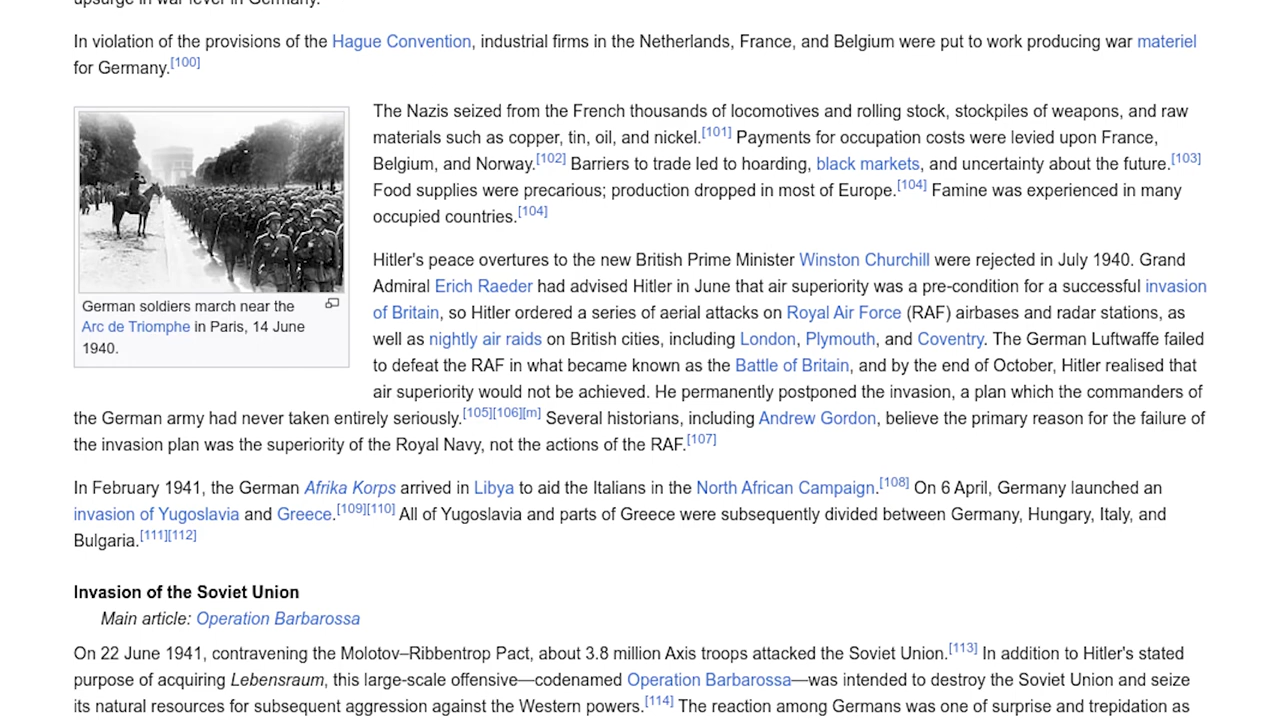 upsurge in war level in Germany.
In violation of the provisions of the Hague Convention, industrial firms in the Netherlands, France, and Belgium were put to work producing war materiel
for Germany.[100]
The Nazis seized from the French thousands of locomotives and rolling stock, stockpiles of weapons, and raw
materials such as copper, tin, oil, and nickel.[101] Payments for occupation costs were levied upon France,
Belgium, and Norway.[102] Barriers to trade led to hoarding, black markets, and uncertainty about the future.[103]
Food supplies were precarious; production dropped in most of Europe.[104] Famine was experienced in many
occupied countries.[104]
German soldiers march near the
Arc de Triomphe in Paris, 14 June
1940.
Hitler's peace overtures to the new British Prime Minister Winston Churchill were rejected in July 1940. Grand
Admiral Erich Raeder had advised Hitler in June that air superiority was a pre-condition for a successful invasion
of Britain, so Hitler ordered a series of aerial attacks on Royal Air Force (RAF) airbases and radar stations, as
well as nightly air raids on British cities, including London, Plymouth, and Coventry. The German Luftwaffe failed
to defeat the RAF in what became known as the Battle of Britain, and by the end of October, Hitler realised that
air superiority would not be achieved. He permanently postponed the invasion, a plan which the commanders of
the German army had never taken entirely seriously.[105][106][m] Several historians, including Andrew Gordon, believe the primary reason for the failure of
the invasion plan was the superiority of the Royal Navy, not the actions of the RAF.[107]
In February 1941, the German Afrika Korps arrived in Libya to aid the Italians in the North African Campaign.[108] On 6 April, Germany launched an
invasion of Yugoslavia and Greece.[109][110] All of Yugoslavia and parts of Greece were subsequently divided between Germany, Hungary, Italy, and
Bulgaria.[111][112]
Invasion of the Soviet Union
Main article: Operation Barbarossa
On 22 June 1941, contravening the Molotov–Ribbentrop Pact, about 3.8 million Axis troops attacked the Soviet Union.[113] In addition to Hitler's stated
purpose of acquiring Lebensraum, this large-scale offensive—codenamed Operation Barbarossa—was intended to destroy the Soviet Union and seize
its natural resources for subsequent aggression against the Western powers.[114] The reaction among Germans was one of surprise and trepidation as